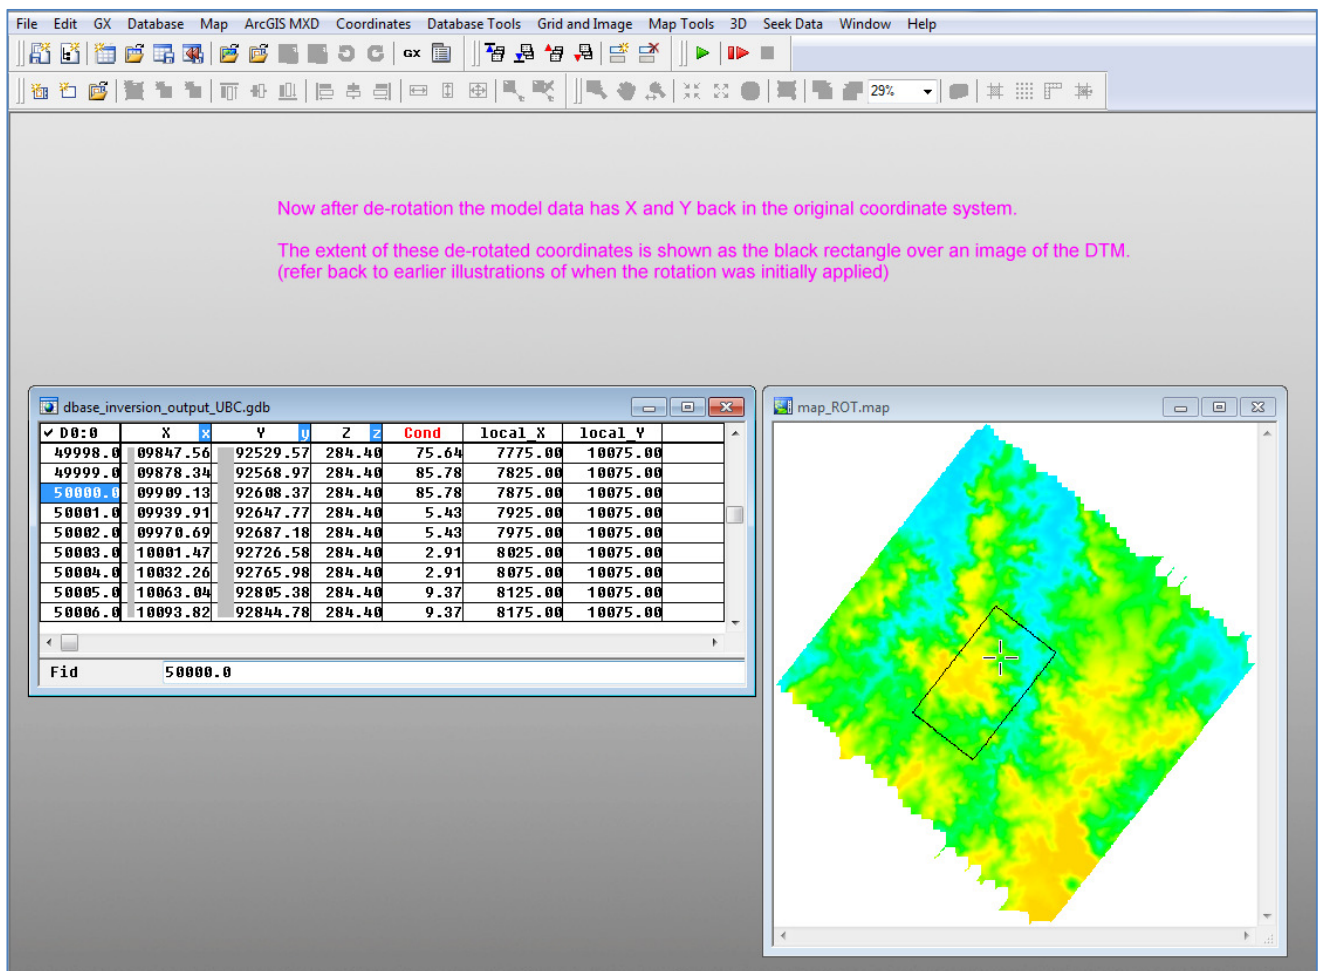 File Edit GX Database Map ArcGIS MXD Coordinates Database Tools Grid and Image Map Tools 3D Seek Data Window Help
GX
29%
Now after de-rotation the model data has X and Y back in the original coordinate system.
The extent of these de-rotated coordinates is shown as the black rectangle over an image of the DTM.
(refer back to earlier illustrations of when the rotation was initially applied)
dbase_inversion_output_UBC.gdb
✓ D0:0 X x Y y Z z Cond local_X local_Y
49998.0 09847.56 92529.57 284.40 75.64 7775.00 10075.00
49999.0 09878.34 92568.97 284.40 85.78 7825.00 10075.00
50000.0 09909.13 92608.37 284.40 85.78 7875.00 10075.00
50001.0 09939.91 92647.77 284.40 5.43 7925.00 10075.00
50002.0 09970.69 92687.18 284.40 5.43 7975.00 10075.00
50003.0 10001.47 92726.58 284.40 2.91 8025.00 10075.00
50004.0 10032.26 92765.98 284.40 2.91 8075.00 10075.00
50005.0 10063.04 92805.38 284.40 9.37 8125.00 10075.00
50006.0 10093.82 92844.78 284.40 9.37 8175.00 10075.00
Fid 50000.0
map_ROT.map